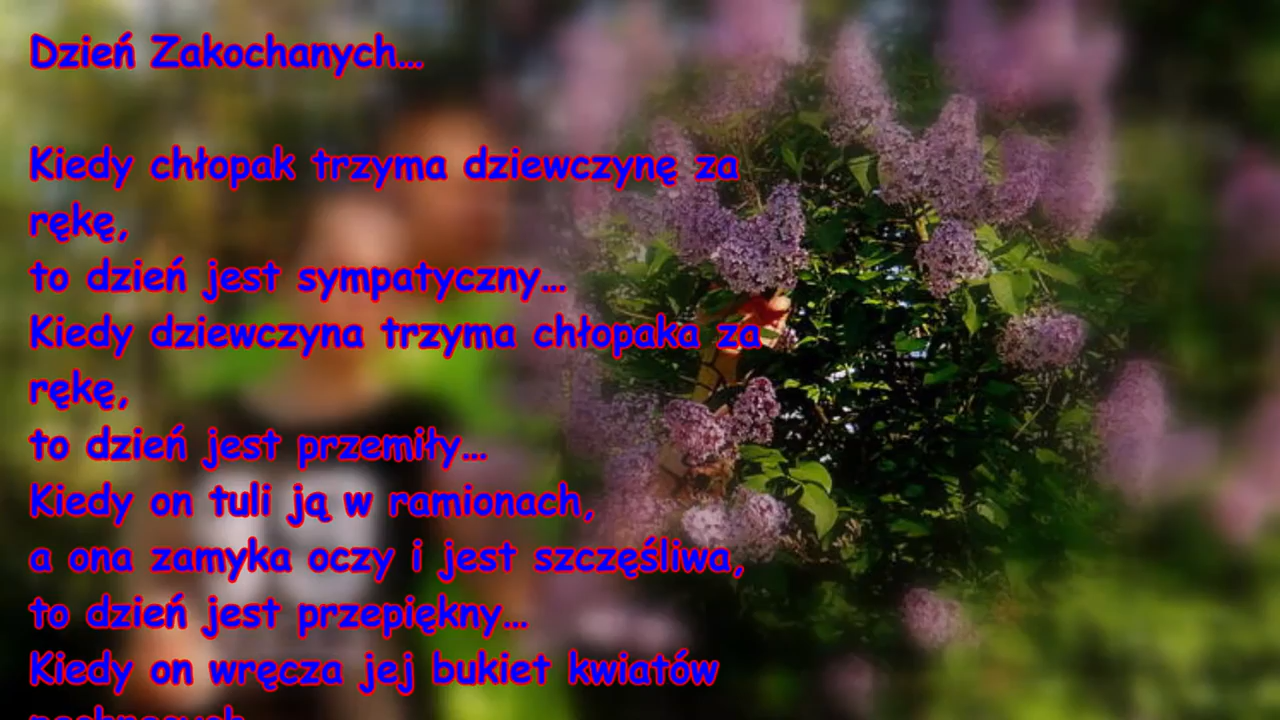 Dzień Zakochanych...
Kiedy chłopak trzyma dziewczynę za
rękę,
to dzień jest sympatyczny...
Kiedy dziewczyna trzyma chłopaka za
rękę,
to dzień jest przemiły...
Kiedy on tuli ją w ramionach,
a ona zamyka oczy i jest szczęśliwa,
to dzień jest przepiękny...
Kiedy on wręcza jej bukiet kwiatów